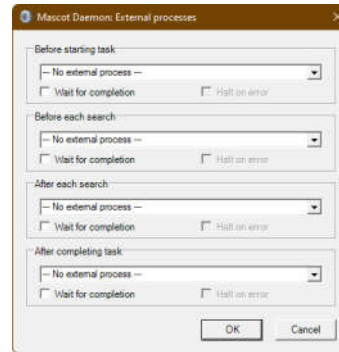 Mascot Daemon: External processes
Before starting task
-- No external process --
Wait for completion Halt on error
Before each search
-- No external process --
Wait for completion Halt on error
After each search
-- No external process --
Wait for completion Halt on error
After completing task
-- No external process --
Wait for completion Halt on error
OK Cancel